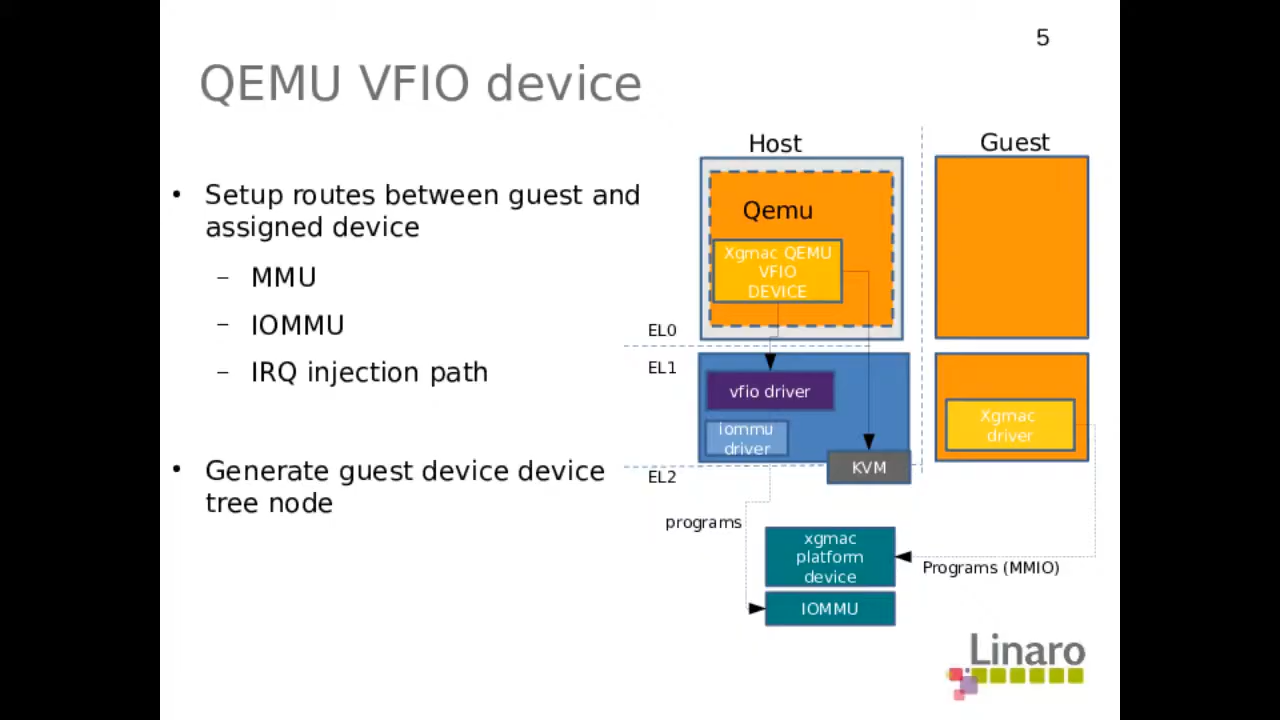 5
QEMU VFIO device
• Setup routes between guest and
assigned device
– MMU
– IOMMU
– IRQ injection path
• Generate guest device device
tree node
Host
Guest
Qemu
Xgmac QEMU
VFIO
DEVICE
EL0
EL1
vfio driver
iommu
driver
Xgmac
driver
KVM
EL2
programs
xgmac
platform
device
Programs (MMIO)
IOMMU
Linaro